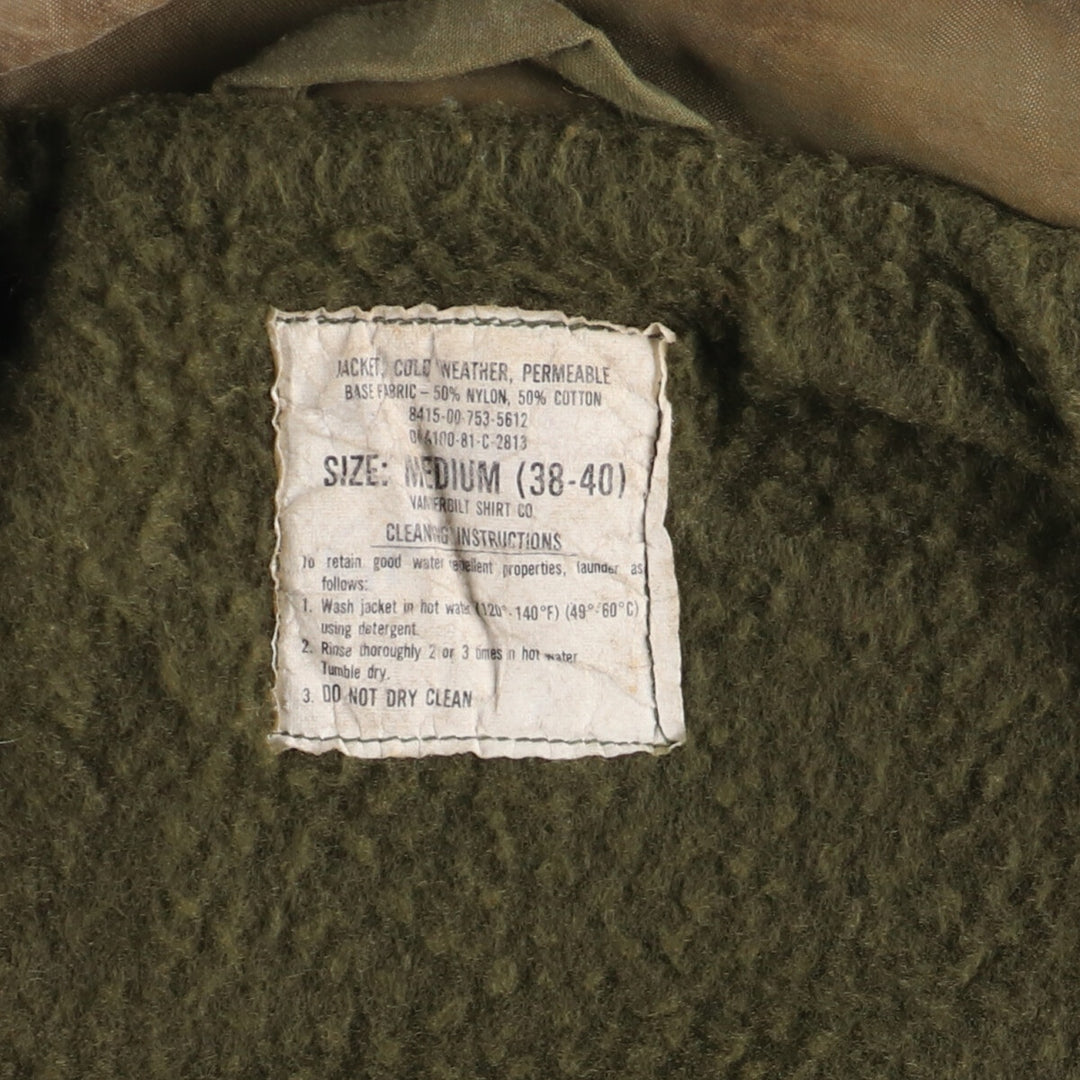 JACKET, COLD WEATHER, PERMEABLE
BASE FABRIC – 50% NYLON, 50% COTTON
8415-00-753-5612
DLA100-81-C-2813
SIZE: MEDIUM (38-40)
VANDERBILT SHIRT CO.
CLEANING INSTRUCTIONS
To retain good water repellent properties, launder as
follows:
1. Wash jacket in hot water (120°-140°F) (49°-60°C)
using detergent.
2. Rinse thoroughly 2 or 3 times in hot water
Tumble dry.
3. DO NOT DRY CLEAN